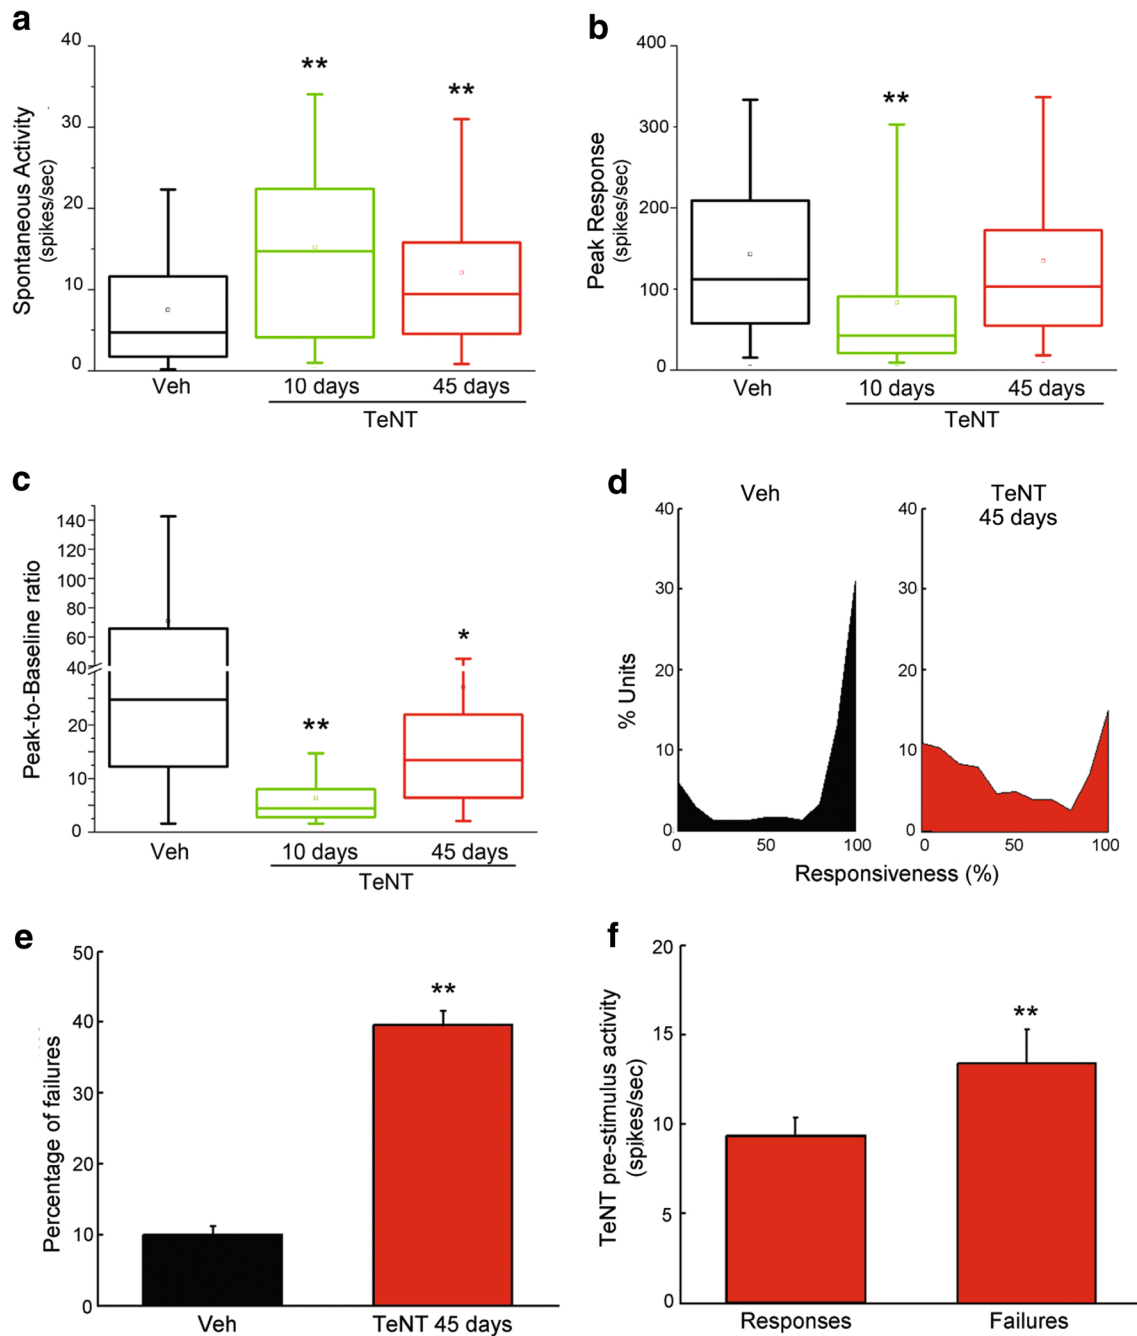 a
40
30
20
10
0
Spontaneous Activity
(spikes/sec)
**
**
Veh
10 days
45 days
TeNT
b
400
300
200
100
0
Peak Response
(spikes/sec)
**
Veh
10 days
45 days
TeNT
c
140
120
100
80
60
40
20
10
0
Peak-to-Baseline ratio
**
*
Veh
10 days
45 days
TeNT
d
Veh
TeNT
45 days
40
30
20
10
0
% Units
40
30
20
10
0
0
50
100
0
50
100
Responsiveness (%)
e
50
40
30
20
10
0
Percentage of failures
**
Veh
TeNT 45 days
f
20
15
10
5
0
TeNT pre-stimulus activity
(spikes/sec)
**
Responses
Failures